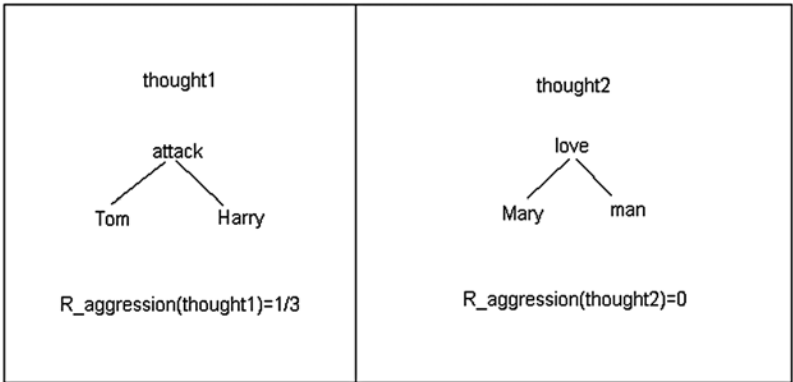 thought1
attack
Tom Harry
R_aggression(thought1)=1/3
thought2
love
Mary man
R_aggression(thought2)=0